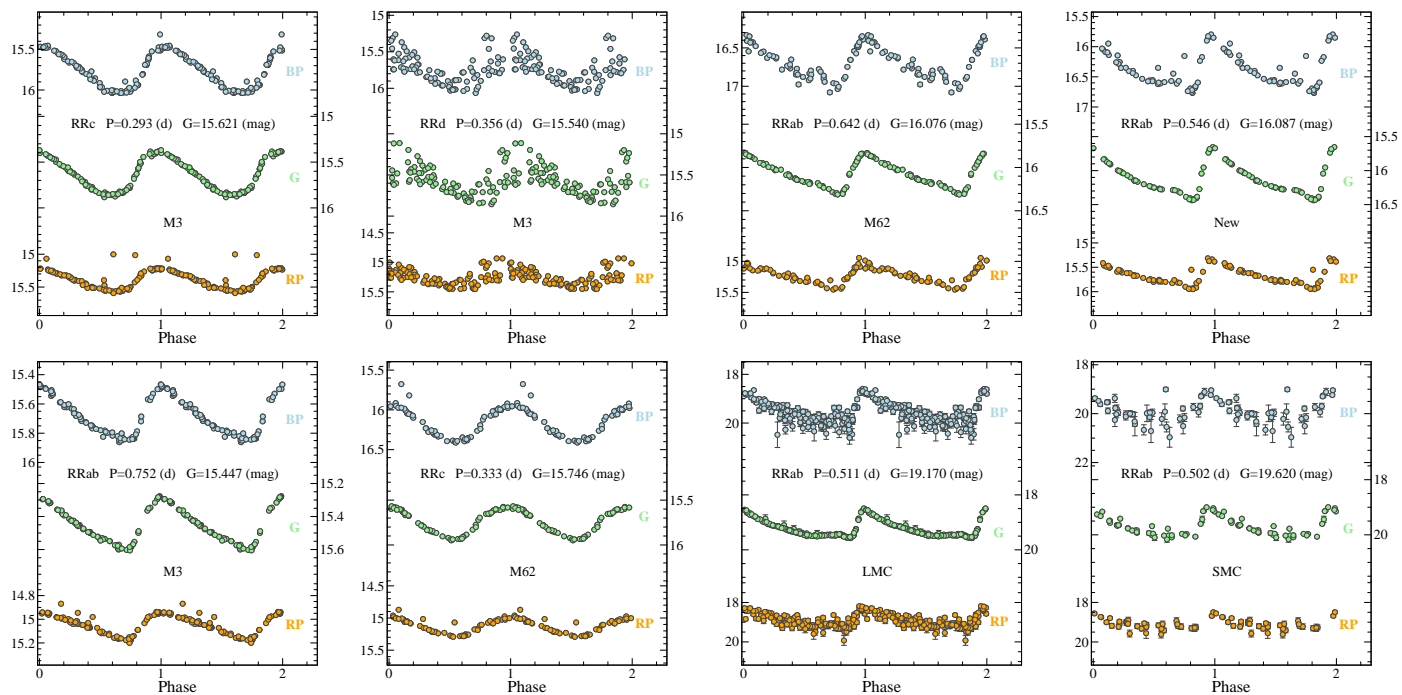 15.5
16
BP
RRc P=0.293 (d) G=15.621 (mag)
15
15.5
16
G
M3
15
15.5
RP
0 1 2
Phase
15
15.5
16
BP
RRd P=0.356 (d) G=15.540 (mag)
15
15.5
16
G
M3
14.5
15
15.5
RP
0 1 2
Phase
16.5
17
BP
RRab P=0.642 (d) G=16.076 (mag)
15.5
16
16.5
G
M62
15
15.5
RP
0 1 2
Phase
15.5
16
16.5
17
BP
RRab P=0.546 (d) G=16.087 (mag)
15.5
16
16.5
G
New
15
15.5
16
RP
0 1 2
Phase
15.4
15.6
15.8
16
BP
RRab P=0.752 (d) G=15.447 (mag)
15.2
15.3
15.4
15.5
15.6
G
M3
14.8
15
15.2
RP
0 1 2
Phase
15.5
16
16.5
BP
RRc P=0.333 (d) G=15.746 (mag)
15.5
16
G
M62
14.5
15
15.5
RP
0 1 2
Phase
18
20
BP
RRab P=0.511 (d) G=19.170 (mag)
18
20
G
LMC
18
20
RP
0 1 2
Phase
18
20
22
BP
RRab P=0.502 (d) G=19.620 (mag)
18
20
G
SMC
18
20
RP
0 1 2
Phase